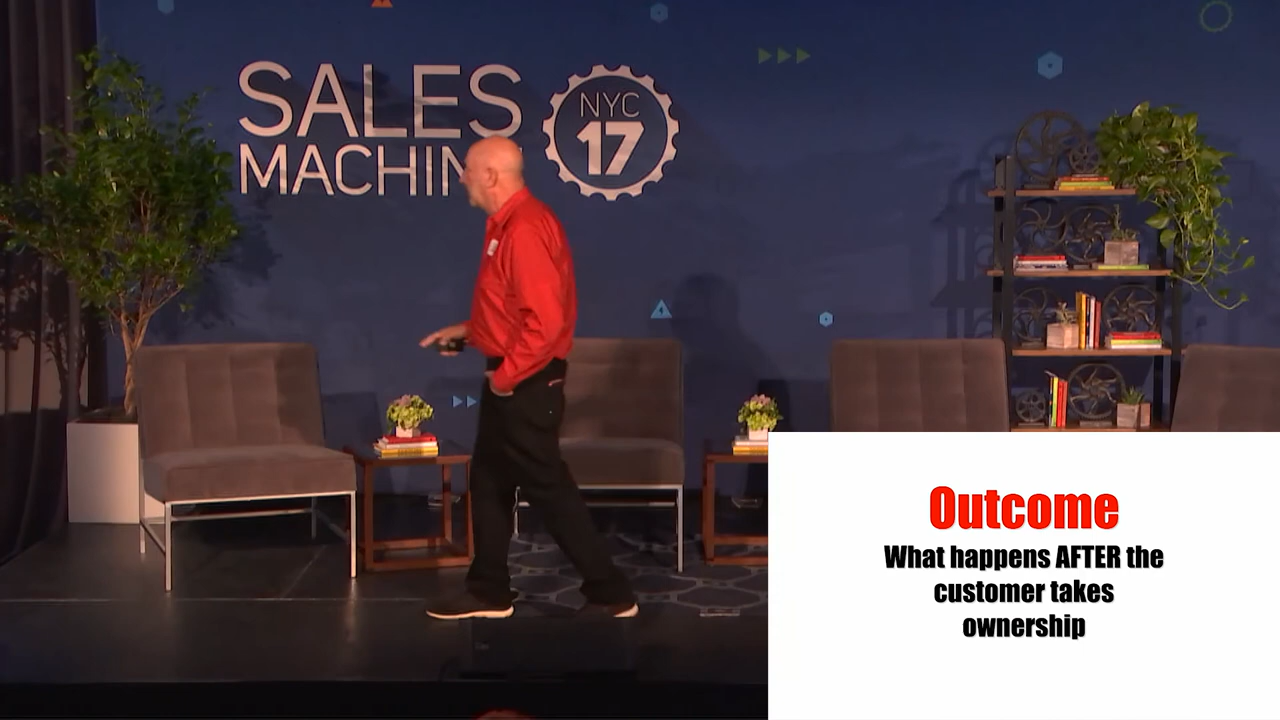 SALES
MACHIN
NYC
17
Outcome
What happens AFTER the
customer takes
ownership